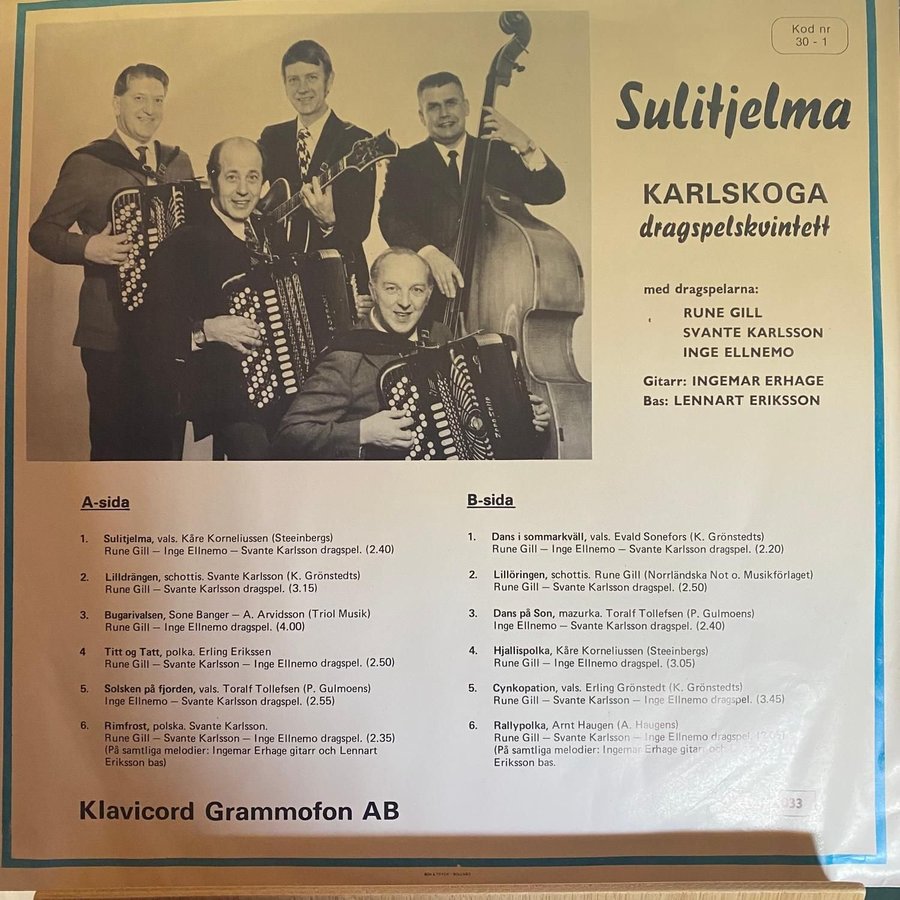 Kod nr
30 - 1
Sulitjelma
KARLSKOGA
dragspelskvintett
med dragspelarna:
RUNE GILL
SVANTE KARLSSON
INGE ELLNEMO
Gitarr: INGEMAR ERHAGE
Bas: LENNART ERIKSSON
A-sida
1. Sulitjelma, vals. Kåre Korneliussen (Steenbergs)
Rune Gill – Inge Ellnemo – Svante Karlsson dragspel. (2.40)
2. Lilldrängen, schottis. Svante Karlsson (K. Grönstedts)
Rune Gill – Svante Karlsson dragspel. (3.15)
3. Bugarivalsen, Sone Banger – A. Arvidsson (Triol Musik)
Rune Gill – Inge Ellnemo dragspel. (4.00)
4 Titt og Tatt, polka. Erling Erikssen
Rune Gill – Svante Karlsson – Inge Ellnemo dragspel. (2.50)
5. Solsken på fjorden, vals. Toralf Tollefsen (P. Gulmoens)
Inge Ellnemo – Svante Karlsson dragspel. (2.55)
6. Rimfrost, polska. Svante Karlsson.
Rune Gill – Svante Karlsson – Inge Ellnemo dragspel. (2.35)
(På samtliga melodier: Ingemar Erhage gitarr och Lennart
Eriksson bas)
B-sida
1. Dans i sommarkväll, vals. Evald Sonefors (K. Grönstedts)
Rune Gill – Inge Ellnemo – Svante Karlsson dragspel. (2.20)
2. Lillöringen, schottis. Rune Gill (Norrländska Not o. Musikförlaget)
Rune Gill – Svante Karlsson dragspel. (2.50)
3. Dans på Son, mazurka. Toralf Tollefsen (P. Gulmoens)
Inge Ellnemo – Svante Karlsson dragspel. (2.40)
4. Hjallispolka, Kåre Korneliussen (Steinbergs)
Rune Gill – Inge Ellnemo dragspel. (3.05)
5. Cynkopation, vals. Erling Grönstedt (K. Grönstedts)
Rune Gill – Svante Karlsson – Inge Ellnemo dragspel. (3.45)
6. Rallypolka, Arnt Haugen (A. Haugens)
Rune Gill – Svante Karlsson – Inge Ellnemo dragspel.
(På samtliga melodier: Ingemar Erhage gitarr och
Eriksson bas.
Klavicord Grammofon AB
033